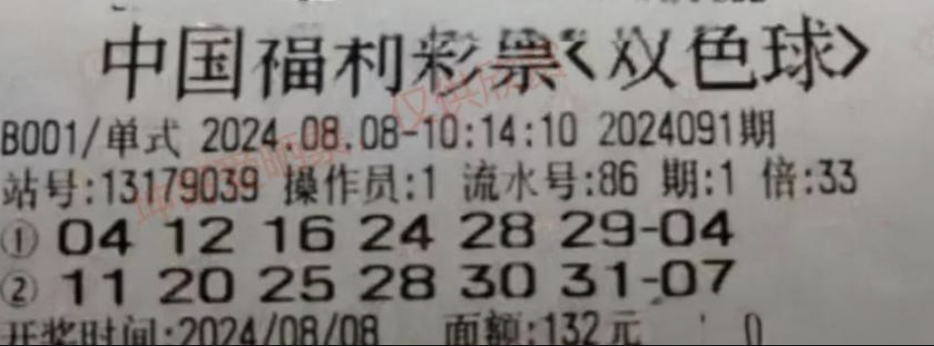 中国福利彩票<双色球>
B001/单式 2024.08.08-10:14:10 2024091期
站号:13179039 操作员:1 流水号:86 期:1 倍:33
① 04 12 16 24 28 29-04
② 11 20 25 28 30 31-07
开奖时间:2024/08/08 面额:132元